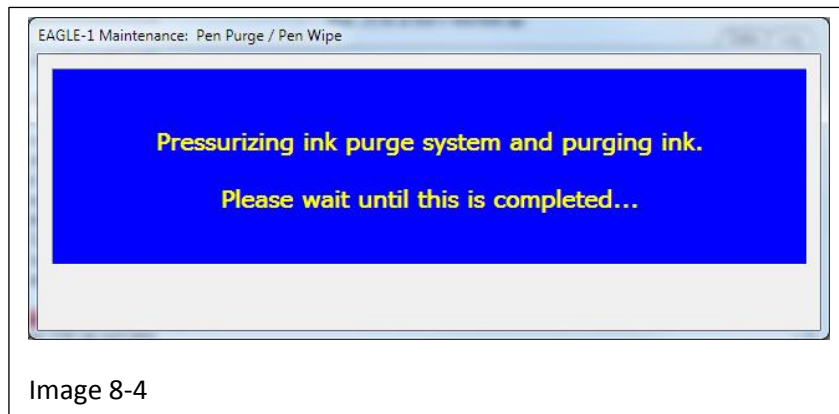 EAGLE-1 Maintenance: Pen Purge / Pen Wipe
Pressurizing ink purge system and purging ink.
Please wait until this is completed...
Image 8-4